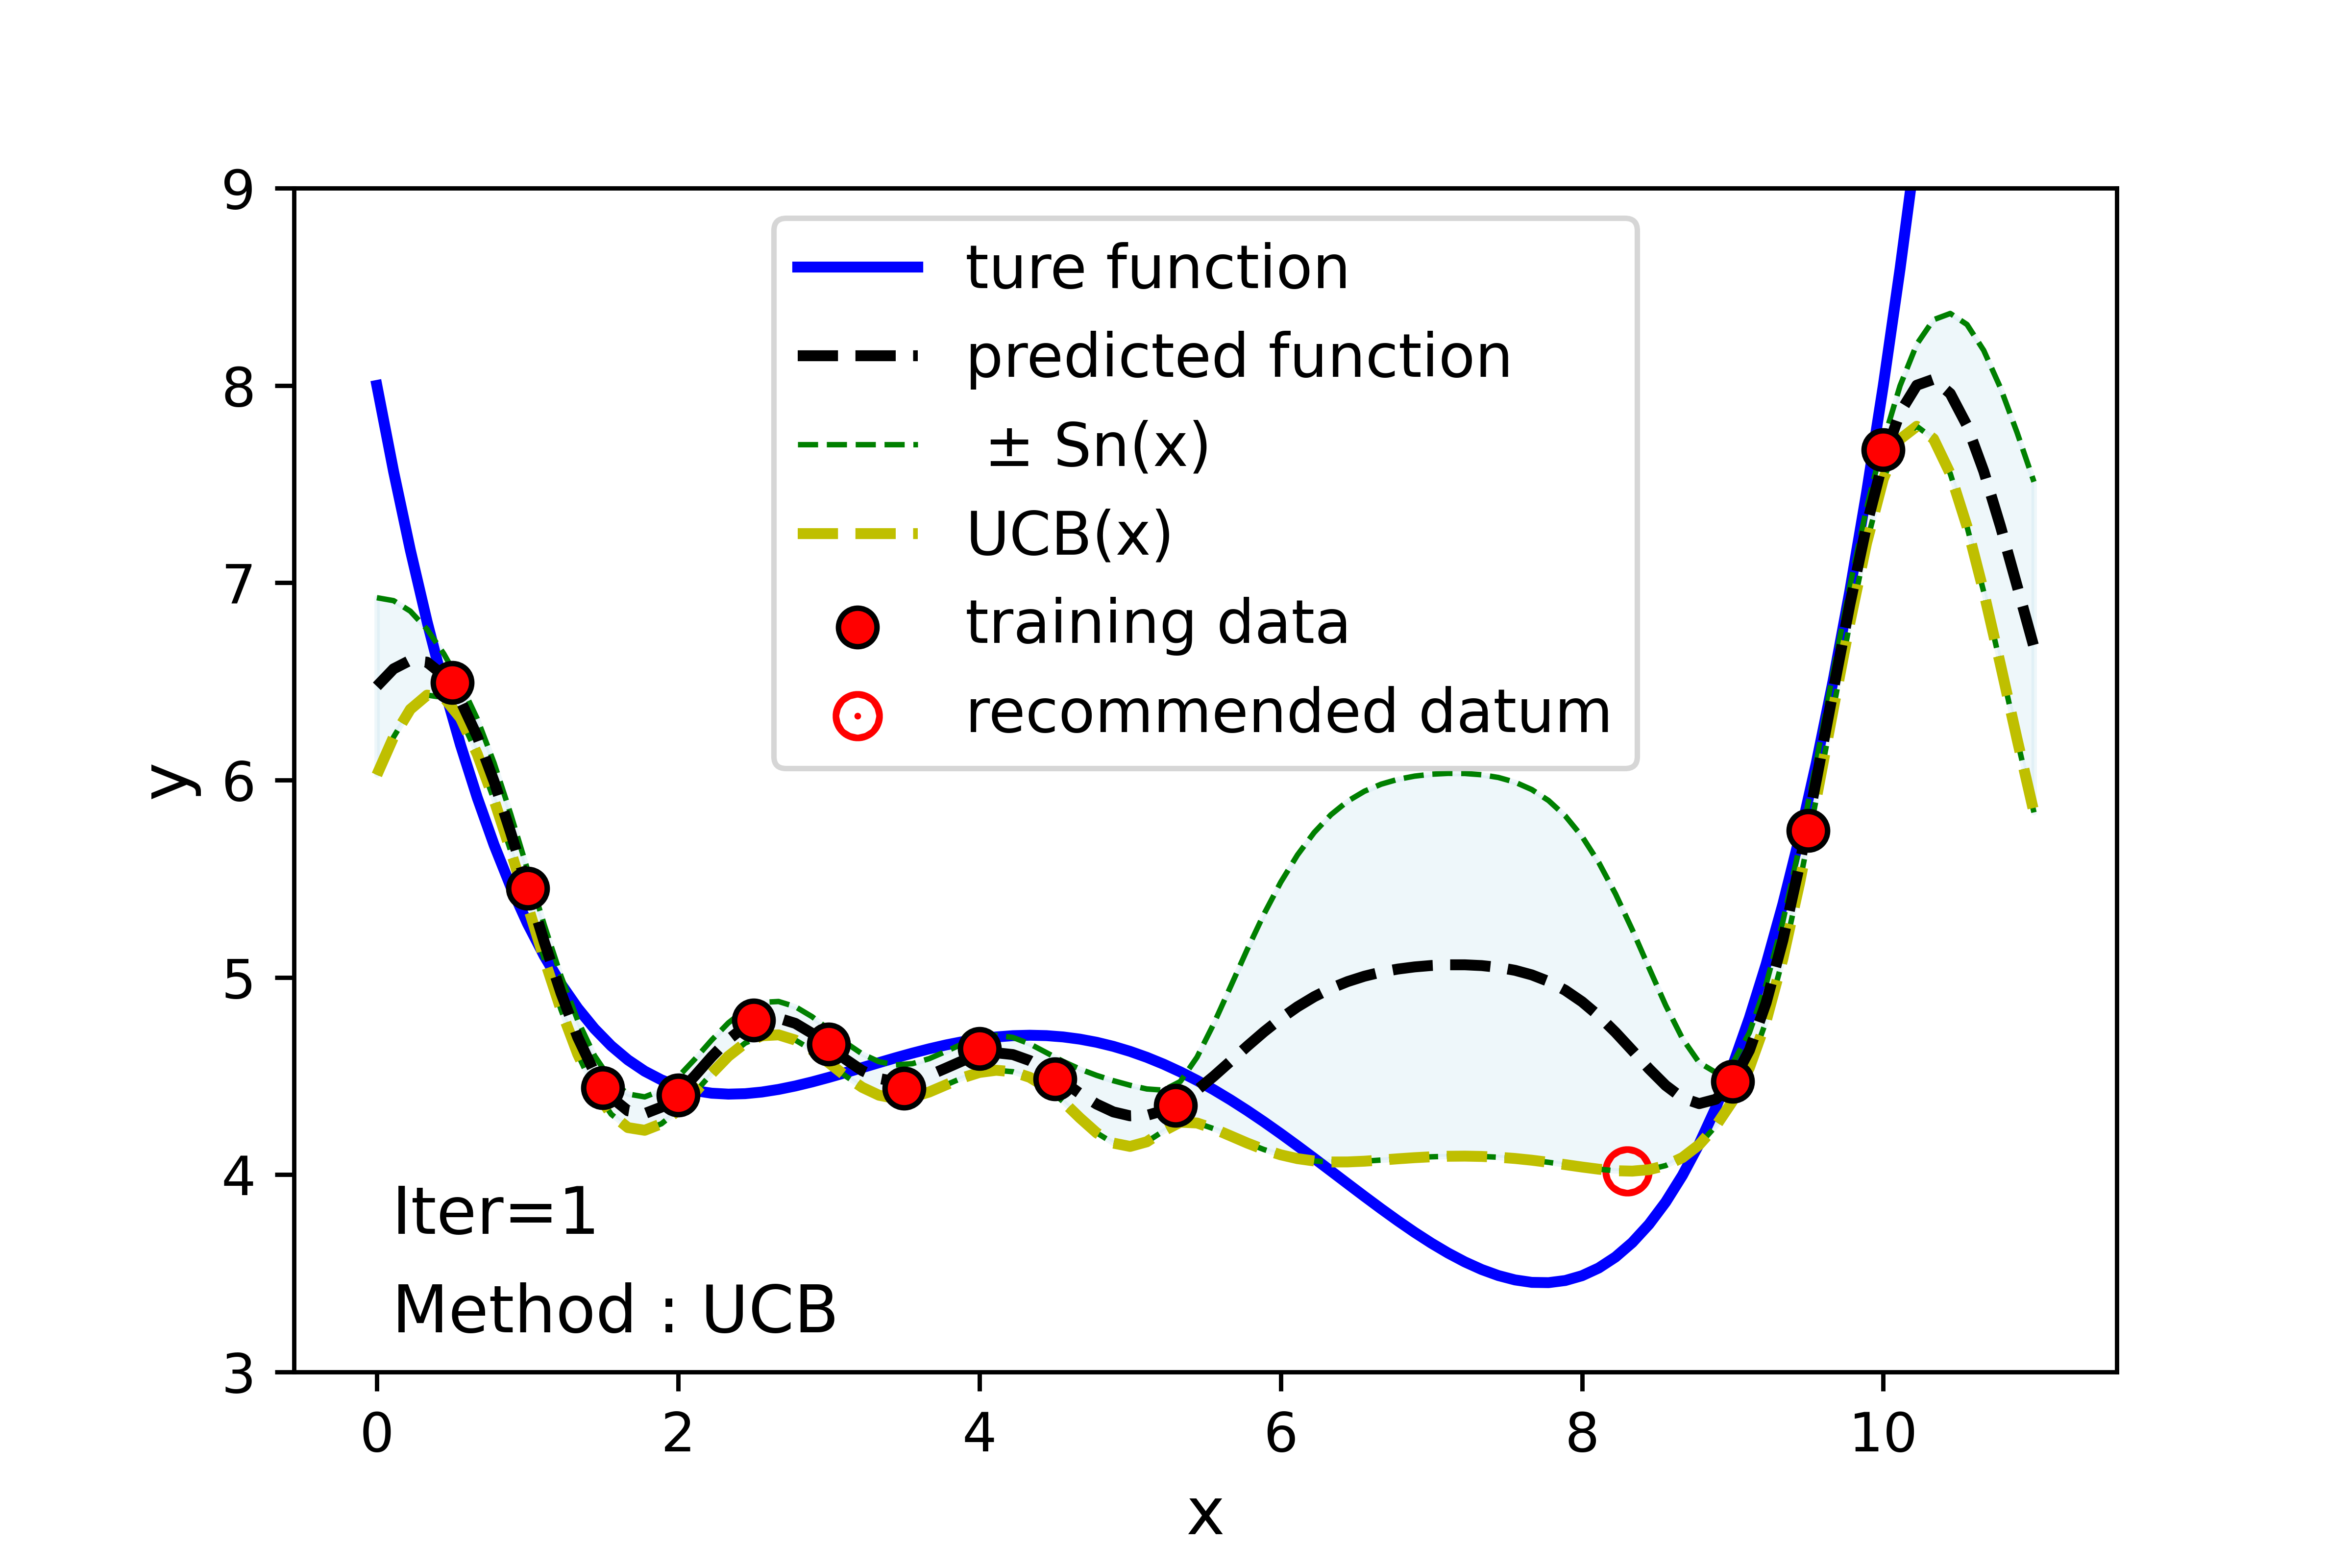 9
8
7
6
5
4
3
y
ture function
predicted function
± Sn(x)
UCB(x)
training data
recommended datum
Iter=1
Method : UCB
0 2 4 6 8 10
x